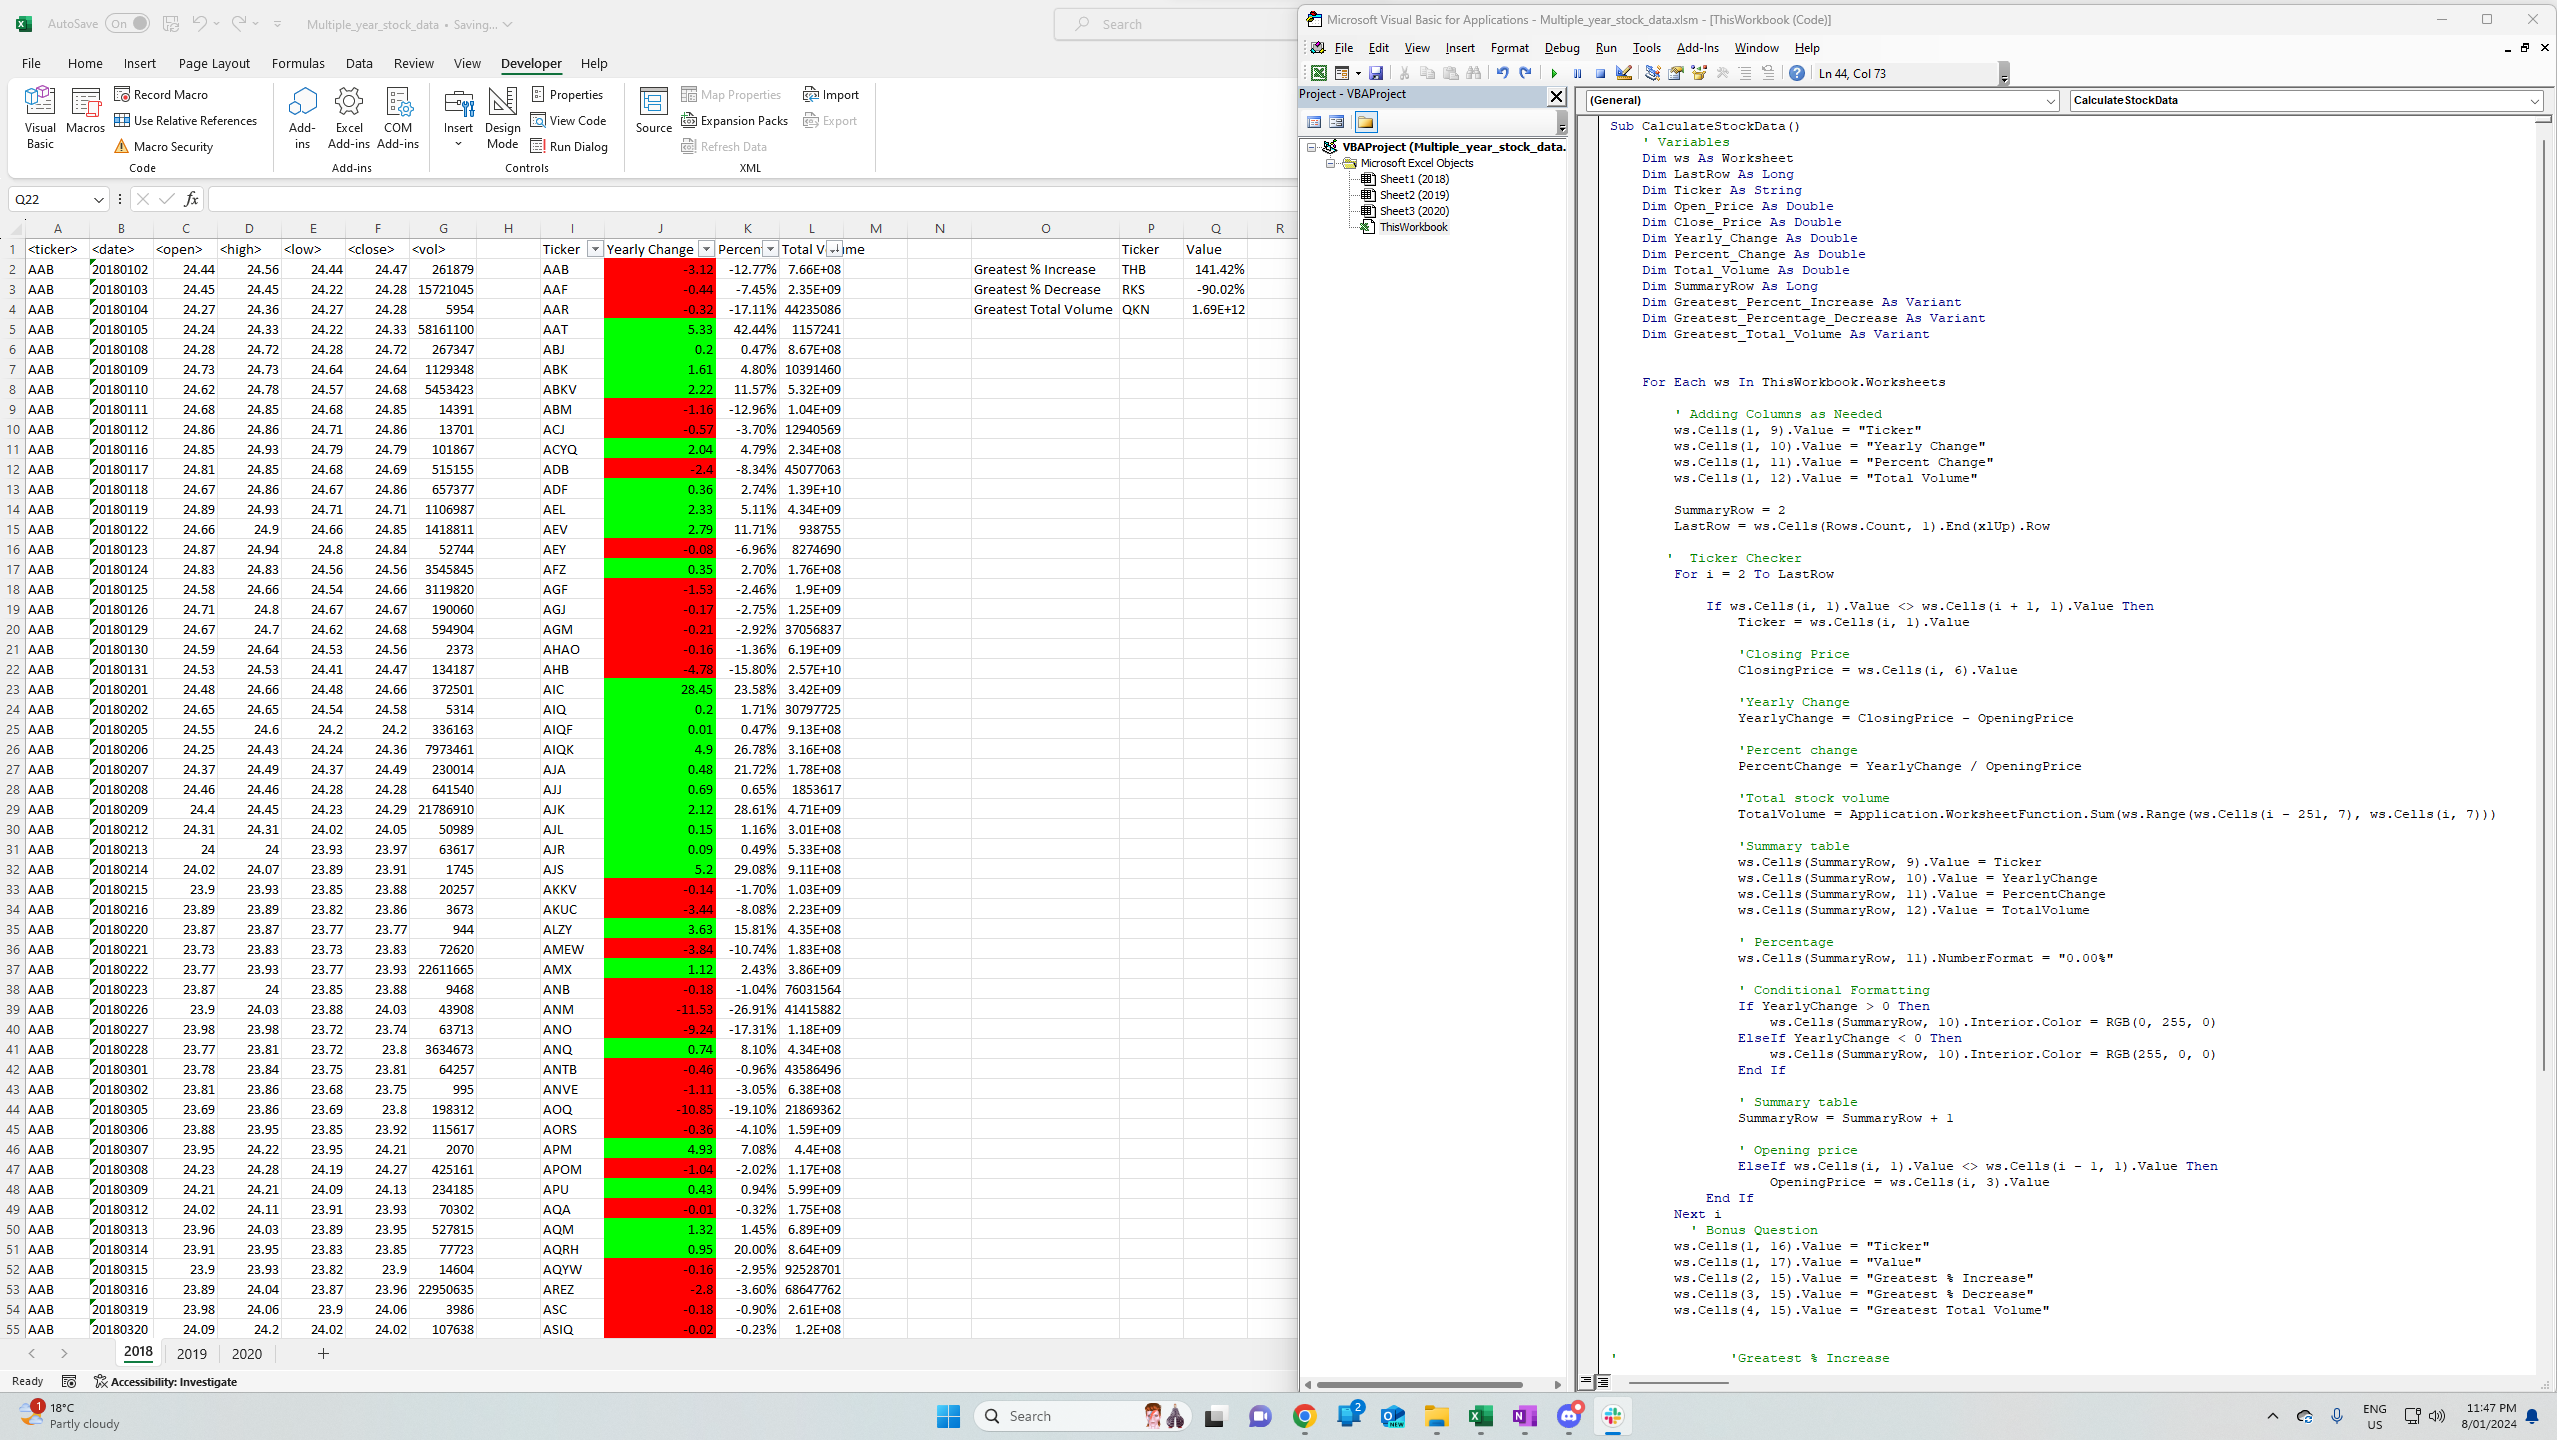 AutoSave On Multiple_year_stock_data • Saving... Search
File Home Insert Page Layout Formulas Data Review View Developer Help
Visual Basic
Macros
Record Macro
Use Relative References
Macro Security
Code
Add-ins
Excel Add-ins
COM Add-ins
Add-ins
Insert
Design Mode
Properties
View Code
Run Dialog
Controls
Source
Map Properties
Expansion Packs
Refresh Data
Import
Export
XML
Q22 fx
A B C D E F G H I J K L M N O P Q R
1 <ticker> <date> <open> <high> <low> <close> <vol> Ticker Yearly Change Percen Total V ume Ticker Value
2 AAB 20180102 24.44 24.56 24.44 24.47 261879 AAB -3.12 -12.77% 7.66E+08 Greatest % Increase THB 141.42%
3 AAB 20180103 24.45 24.45 24.22 24.28 15721045 AAF -0.44 -7.45% 2.35E+09 Greatest % Decrease RKS -90.02%
4 AAB 20180104 24.27 24.36 24.27 24.28 5954 AAR -0.32 -17.11% 44235086 Greatest Total Volume QKN 1.69E+12
5 AAB 20180105 24.24 24.33 24.22 24.33 58161100 AAT 5.33 42.44% 1157241
6 AAB 20180108 24.28 24.72 24.28 24.72 267347 ABJ 0.2 0.47% 8.67E+08
7 AAB 20180109 24.73 24.73 24.64 24.64 1129348 ABK 1.61 4.80% 10391460
8 AAB 20180110 24.62 24.78 24.57 24.68 5453423 ABKV 2.22 11.57% 5.32E+09
9 AAB 20180111 24.68 24.85 24.68 24.85 14391 ABM -1.16 -12.96% 1.04E+09
10 AAB 20180112 24.86 24.86 24.71 24.86 13701 ACJ -0.57 -3.70% 12940569
11 AAB 20180116 24.85 24.93 24.79 24.79 101867 ACYQ 2.04 4.79% 2.34E+08
12 AAB 20180117 24.81 24.85 24.68 24.69 515155 ADB -2.4 -8.34% 45077063
13 AAB 20180118 24.67 24.86 24.67 24.86 657377 ADF 0.36 2.74% 1.39E+10
14 AAB 20180119 24.89 24.93 24.71 24.71 1106987 AEL 2.33 5.11% 4.34E+09
15 AAB 20180122 24.66 24.9 24.66 24.85 1418811 AEV 2.79 11.71% 938755
16 AAB 20180123 24.87 24.94 24.8 24.84 52744 AEY -0.08 -6.96% 8274690
17 AAB 20180124 24.83 24.83 24.56 24.56 3545845 AFZ 0.35 2.70% 1.76E+08
18 AAB 20180125 24.58 24.66 24.54 24.66 3119820 AGF -1.53 -2.46% 1.9E+09
19 AAB 20180126 24.71 24.8 24.67 24.67 190060 AGJ -0.17 -2.75% 1.25E+09
20 AAB 20180129 24.67 24.7 24.62 24.68 594904 AGM -0.21 -2.92% 37056837
21 AAB 20180130 24.59 24.64 24.53 24.56 2373 AHAO -0.16 -1.36% 6.19E+09
22 AAB 20180131 24.53 24.53 24.41 24.47 134187 AHB -4.78 -15.80% 2.57E+10
23 AAB 20180201 24.48 24.66 24.48 24.66 372501 AIC 28.45 23.58% 3.42E+09
24 AAB 20180202 24.65 24.65 24.54 24.58 5314 AIQ 0.2 1.71% 30797725
25 AAB 20180205 24.55 24.6 24.2 24.2 336163 AIQF 0.01 0.47% 9.13E+08
26 AAB 20180206 24.25 24.43 24.24 24.36 7973461 AIQK 4.9 26.78% 3.16E+08
27 AAB 20180207 24.37 24.49 24.37 24.49 230014 AJA 0.48 21.72% 1.78E+08
28 AAB 20180208 24.46 24.46 24.28 24.28 641540 AJJ 0.69 0.65% 1853617
29 AAB 20180209 24.4 24.45 24.23 24.29 21786910 AJK 2.12 28.61% 4.71E+09
30 AAB 20180212 24.31 24.31 24.02 24.05 50989 AJL 0.15 1.16% 3.01E+08
31 AAB 20180213 24 24 23.93 23.97 63617 AJR 0.09 0.49% 5.33E+08
32 AAB 20180214 24.02 24.07 23.89 23.91 1745 AJS 5.2 29.08% 9.11E+08
33 AAB 20180215 23.9 23.93 23.85 23.88 20257 AKKV -0.14 -1.70% 1.03E+09
34 AAB 20180216 23.89 23.89 23.82 23.86 3673 AKUC -3.44 -8.08% 2.23E+09
35 AAB 20180220 23.87 23.87 23.77 23.77 944 ALZY 3.63 15.81% 4.35E+08
36 AAB 20180221 23.73 23.83 23.73 23.83 72620 AMEW -3.84 -10.74% 1.83E+08
37 AAB 20180222 23.77 23.93 23.77 23.93 22611665 AMX 1.12 2.43% 3.86E+09
38 AAB 20180223 23.87 24 23.85 23.88 9468 ANB -0.18 -1.04% 76031564
39 AAB 20180226 23.9 24.03 23.88 24.03 43908 ANM -11.53 -26.91% 41415882
40 AAB 20180227 23.98 23.98 23.72 23.74 63713 ANO -9.24 -17.31% 1.18E+09
41 AAB 20180228 23.77 23.81 23.72 23.8 3634673 ANQ 0.74 8.10% 4.34E+08
42 AAB 20180301 23.78 23.84 23.75 23.81 64257 ANTB -0.46 -0.96% 43586496
43 AAB 20180302 23.81 23.86 23.68 23.75 995 ANVE -1.11 -3.05% 6.38E+08
44 AAB 20180305 23.69 23.86 23.69 23.8 198312 AOQ -10.85 -19.10% 21869362
45 AAB 20180306 23.88 23.95 23.85 23.92 115617 AORS -0.36 -4.10% 1.59E+09
46 AAB 20180307 23.95 24.22 23.95 24.21 2070 APM 4.93 7.08% 4.4E+08
47 AAB 20180308 24.23 24.28 24.19 24.27 425161 APOM -1.04 -2.02% 1.17E+08
48 AAB 20180309 24.21 24.21 24.09 24.13 234185 APU 0.43 0.94% 5.99E+09
49 AAB 20180312 24.02 24.11 23.91 23.93 70302 AQA -0.01 -0.32% 1.75E+08
50 AAB 20180313 23.96 24.03 23.89 23.95 527815 AQM 1.32 1.45% 6.89E+09
51 AAB 20180314 23.91 23.95 23.83 23.85 77723 AQRH 0.95 20.00% 8.64E+09
52 AAB 20180315 23.9 23.93 23.82 23.9 14604 AQYW -0.16 -2.95% 92528701
53 AAB 20180316 23.89 24.04 23.87 23.96 22950635 AREZ -2.8 -3.60% 68647762
54 AAB 20180319 23.98 24.06 23.9 24.06 3986 ASC -0.18 -0.90% 2.61E+08
55 AAB 20180320 24.09 24.2 24.02 24.02 107638 ASIQ -0.02 -0.23% 1.2E+08
2018 2019 2020
Ready Accessibility: Investigate
Microsoft Visual Basic for Applications - Multiple_year_stock_data.xlsm - [ThisWorkbook (Code)]
File Edit View Insert Format Debug Run Tools Add-Ins Window Help
Ln 44, Col 73
Project - VBAProject
VBAProject (Multiple_year_stock_data.
Microsoft Excel Objects
Sheet1 (2018)
Sheet2 (2019)
Sheet3 (2020)
ThisWorkbook
(General) CalculateStockData
Sub CalculateStockData()
' Variables
Dim ws As Worksheet
Dim LastRow As Long
Dim Ticker As String
Dim Open_Price As Double
Dim Close_Price As Double
Dim Yearly_Change As Double
Dim Percent_Change As Double
Dim Total_Volume As Double
Dim SummaryRow As Long
Dim Greatest_Percent_Increase As Variant
Dim Greatest_Percentage_Decrease As Variant
Dim Greatest_Total_Volume As Variant
For Each ws In ThisWorkbook.Worksheets
' Adding Columns as Needed
ws.Cells(1, 9).Value = "Ticker"
ws.Cells(1, 10).Value = "Yearly Change"
ws.Cells(1, 11).Value = "Percent Change"
ws.Cells(1, 12).Value = "Total Volume"
SummaryRow = 2
LastRow = ws.Cells(Rows.Count, 1).End(xlUp).Row
' Ticker Checker
For i = 2 To LastRow
If ws.Cells(i, 1).Value <> ws.Cells(i + 1, 1).Value Then
Ticker = ws.Cells(i, 1).Value
'Closing Price
ClosingPrice = ws.Cells(i, 6).Value
'Yearly Change
YearlyChange = ClosingPrice - OpeningPrice
'Percent change
PercentChange = YearlyChange / OpeningPrice
'Total stock volume
TotalVolume = Application.WorksheetFunction.Sum(ws.Range(ws.Cells(i - 251, 7), ws.Cells(i, 7)))
'Summary table
ws.Cells(SummaryRow, 9).Value = Ticker
ws.Cells(SummaryRow, 10).Value = YearlyChange
ws.Cells(SummaryRow, 11).Value = PercentChange
ws.Cells(SummaryRow, 12).Value = TotalVolume
' Percentage
ws.Cells(SummaryRow, 11).NumberFormat = "0.00%"
' Conditional Formatting
If YearlyChange > 0 Then
ws.Cells(SummaryRow, 10).Interior.Color = RGB(0, 255, 0)
ElseIf YearlyChange < 0 Then
ws.Cells(SummaryRow, 10).Interior.Color = RGB(255, 0, 0)
End If
' Summary table
SummaryRow = SummaryRow + 1
' Opening price
ElseIf ws.Cells(i, 1).Value <> ws.Cells(i - 1, 1).Value Then
OpeningPrice = ws.Cells(i, 3).Value
End If
Next i
' Bonus Question
ws.Cells(1, 16).Value = "Ticker"
ws.Cells(1, 17).Value = "Value"
ws.Cells(2, 15).Value = "Greatest % Increase"
ws.Cells(3, 15).Value = "Greatest % Decrease"
ws.Cells(4, 15).Value = "Greatest Total Volume"
' 'Greatest % Increase
1 18°C
Partly cloudy
Search
2
NEW
ENG
US
11:47 PM
8/01/2024